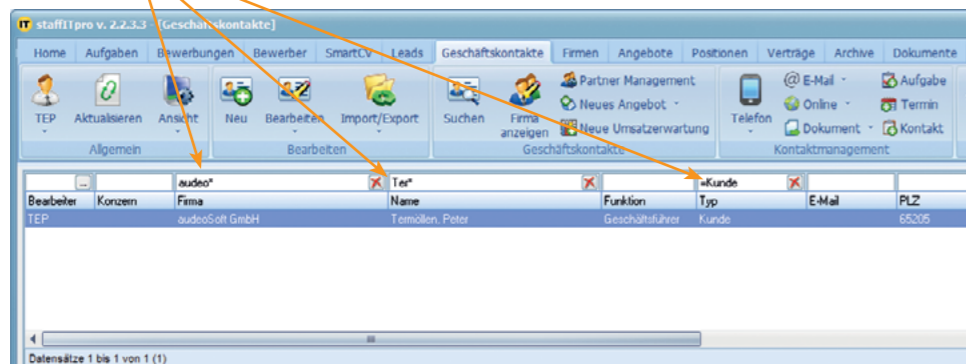 staffITpro v. 2.2.3.3 - [Geschäftskontakte]
Home Aufgaben Bewerbungen Bewerber SmartCV Leads Geschäftskontakte Firmen Angebote Positionen Verträge Archive Dokumente
Partner Management @ E-Mail Aufgabe
Neues Angebot Online Termin
TEP Aktualisieren Ansicht Neu Bearbeiten Import/Export Suchen Firma anzeigen Neue Umsatzerwartung Telefon Dokument Kontakt
Allgemein Bearbeiten Geschäftskontakte Kontaktmanagement
... audeo* Ter* =Kunde
Bearbeiter Konzern Firma Name Funktion Typ E-Mail PLZ
TEP audeoSoft GmbH Termöllen, Peter Geschäftsführer Kunde 65205
Datensätze 1 bis 1 von 1 (1)